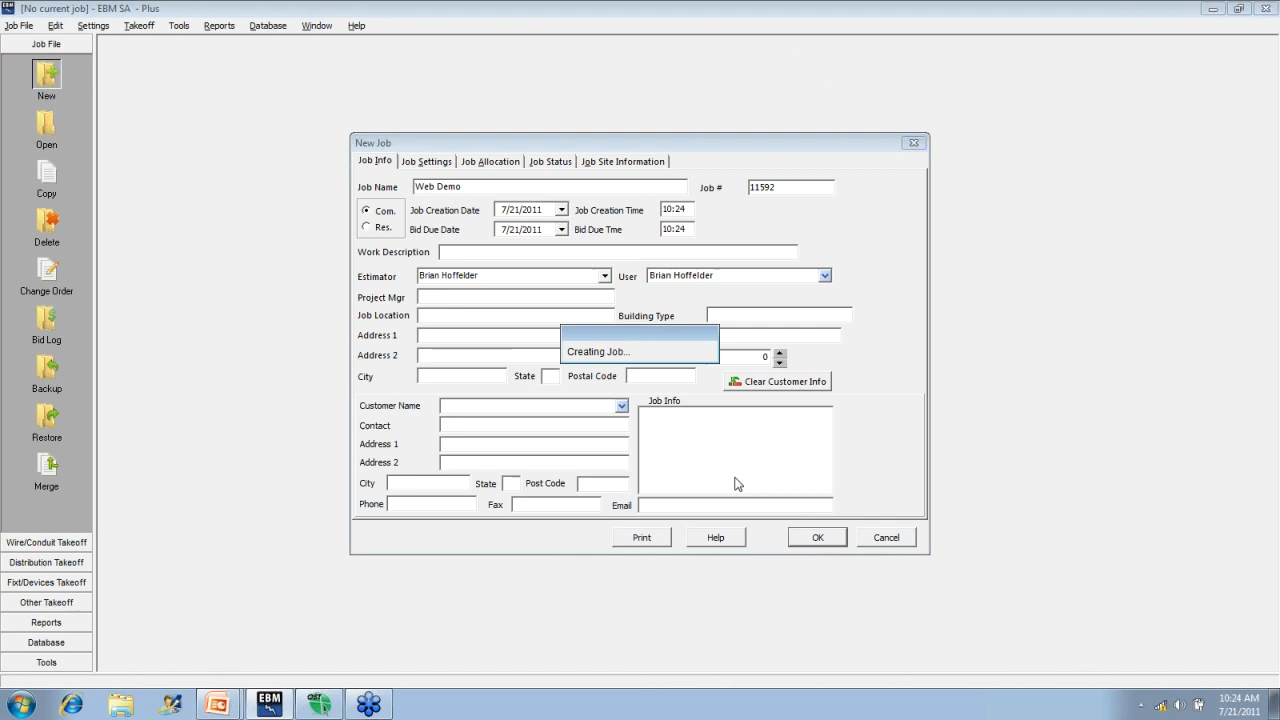 [No current job] - EBM SA - Plus
Job File Edit Settings Takeoff Tools Reports Database Window Help
Job File
New
Open
Copy
Delete
Change Order
Bid Log
Backup
Restore
Merge
Wire/Conduit Takeoff
Distribution Takeoff
Fixt/Devices Takeoff
Other Takeoff
Reports
Database
Tools
New Job
Job Info Job Settings Job Allocation Job Status Job Site Information
Job Name Web Demo Job # 11592
Com. Job Creation Date 7/21/2011 Job Creation Time 10:24
Res. Bid Due Date 7/21/2011 Bid Due Tme 10:24
Work Description
Estimator Brian Hoffelder User Brian Hoffelder
Project Mgr
Job Location Building Type
Address 1
Creating Job...
Address 2 0
City State Postal Code Clear Customer Info
Customer Name Job Info
Contact
Address 1
Address 2
City State Post Code
Phone Fax Email
Print Help OK Cancel
EBM OST
10:24 AM
7/21/2011